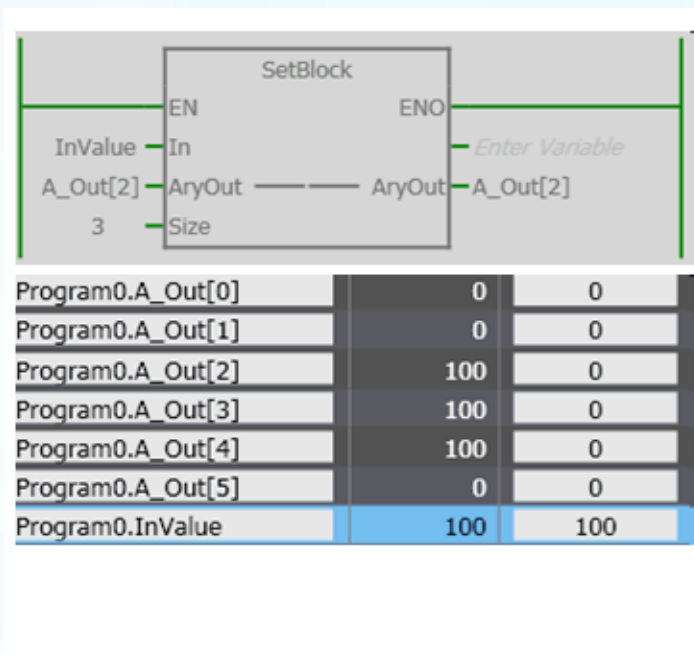 SetBlock
EN ENO
InValue In Enter Variable
A_Out[2] AryOut AryOut A_Out[2]
3 Size
Program0.A_Out[0] 0 0
Program0.A_Out[1] 0 0
Program0.A_Out[2] 100 0
Program0.A_Out[3] 100 0
Program0.A_Out[4] 100 0
Program0.A_Out[5] 0 0
Program0.InValue 100 100